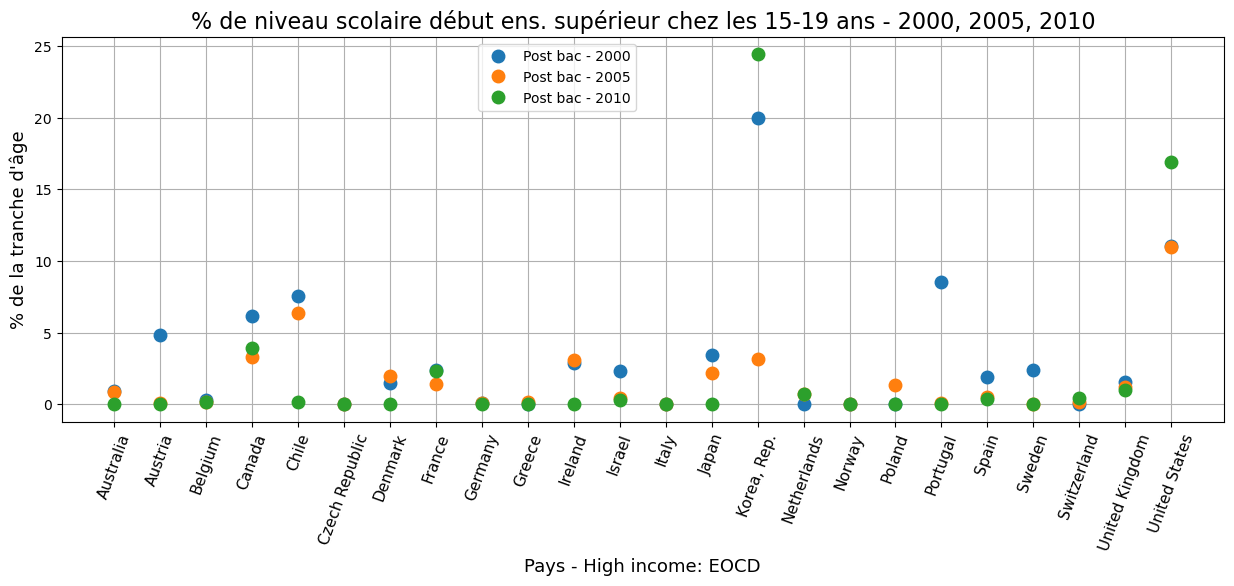 % de niveau scolaire début ens. supérieur chez les 15-19 ans - 2000, 2005, 2010
Post bac - 2000
Post bac - 2005
Post bac - 2010
% de la tranche d'âge
25
20
15
10
5
0
Australia
Austria
Belgium
Canada
Chile
Czech Republic
Denmark
France
Germany
Greece
Ireland
Israel
Italy
Japan
Korea, Rep.
Netherlands
Norway
Poland
Portugal
Spain
Sweden
Switzerland
United Kingdom
United States
Pays - High income: EOCD